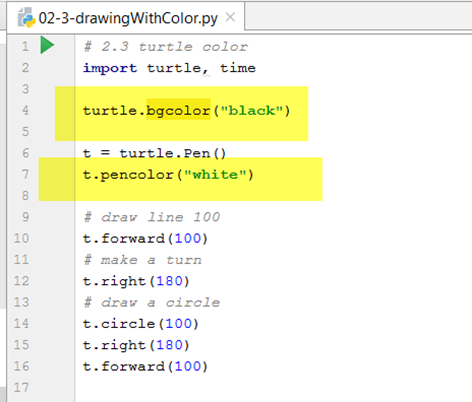 02-3-drawingWithColor.py
1 # 2.3 turtle color
2 import turtle, time
3
4 turtle.bgcolor("black")
5
6 t = turtle.Pen()
7 t.pencolor("white")
8
9 # draw line 100
10 t.forward(100)
11 # make a turn
12 t.right(180)
13 # draw a circle
14 t.circle(100)
15 t.right(180)
16 t.forward(100)
17